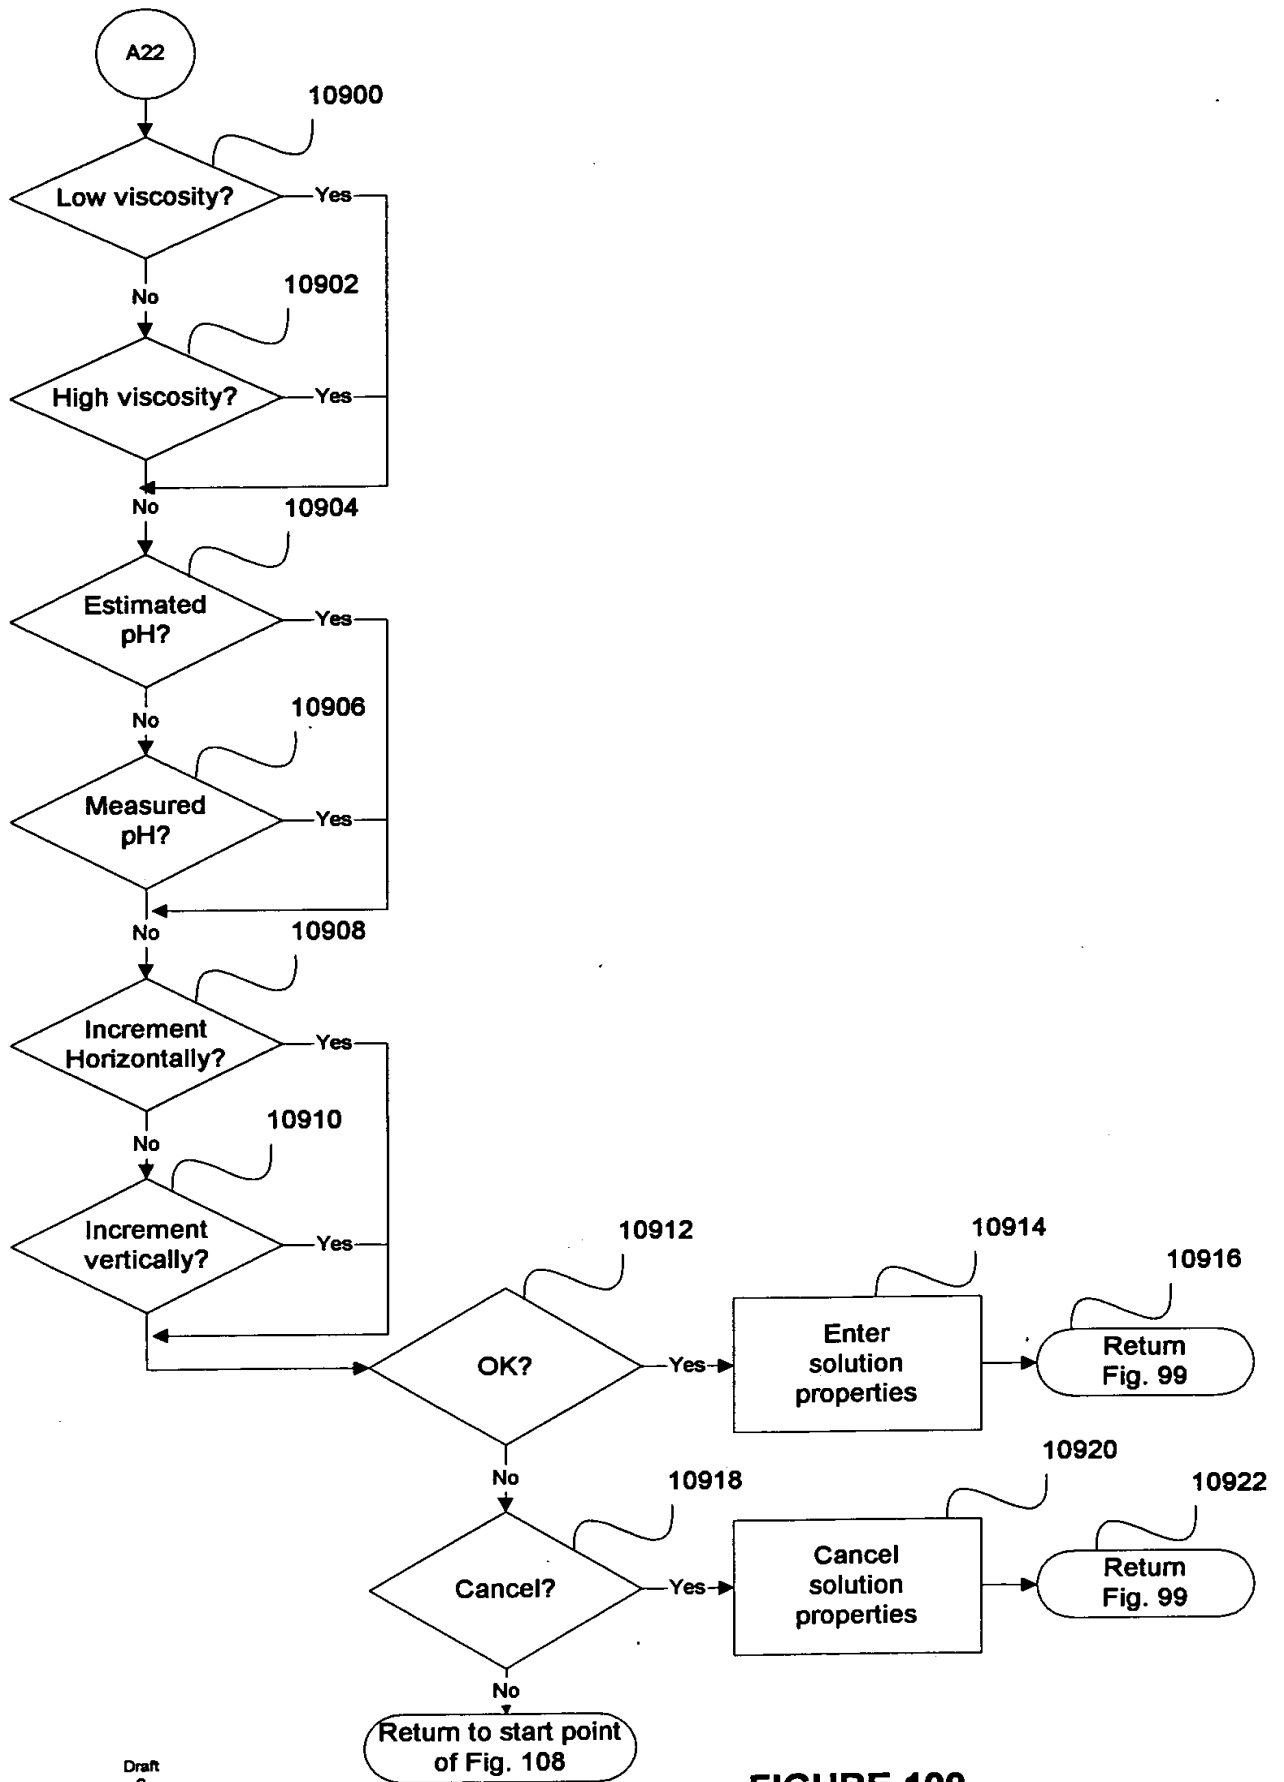 A22
10900
Low viscosity?
Yes
No
10902
High viscosity?
Yes
No
10904
Estimated
pH?
Yes
No
10906
Measured
pH?
Yes
No
10908
Increment
Horizontally?
Yes
No
10910
Increment
vertically?
Yes
10912
OK?
Yes
10914
Enter
solution
properties
10916
Return
Fig. 99
No
10918
Cancel?
Yes
10920
Cancel
solution
properties
10922
Return
Fig. 99
No
Return to start point
of Fig. 108
Draft
FIGURE 109